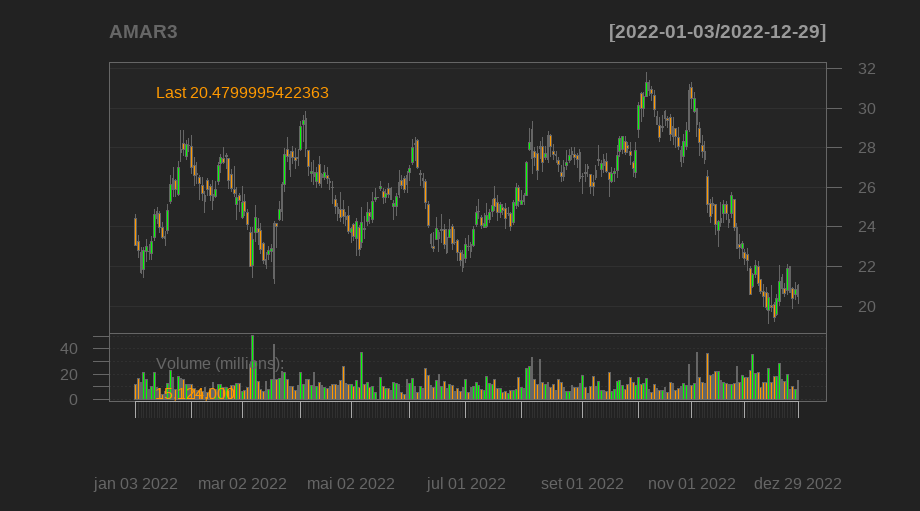 AMAR3 [2022-01-03/2022-12-29]
Last 20.4799995422363
32
30
28
26
24
22
20
Volume (millions):
15,124,000
40
20
0
jan 03 2022 mar 02 2022 mai 02 2022 jul 01 2022 set 01 2022 nov 01 2022 dez 29 2022